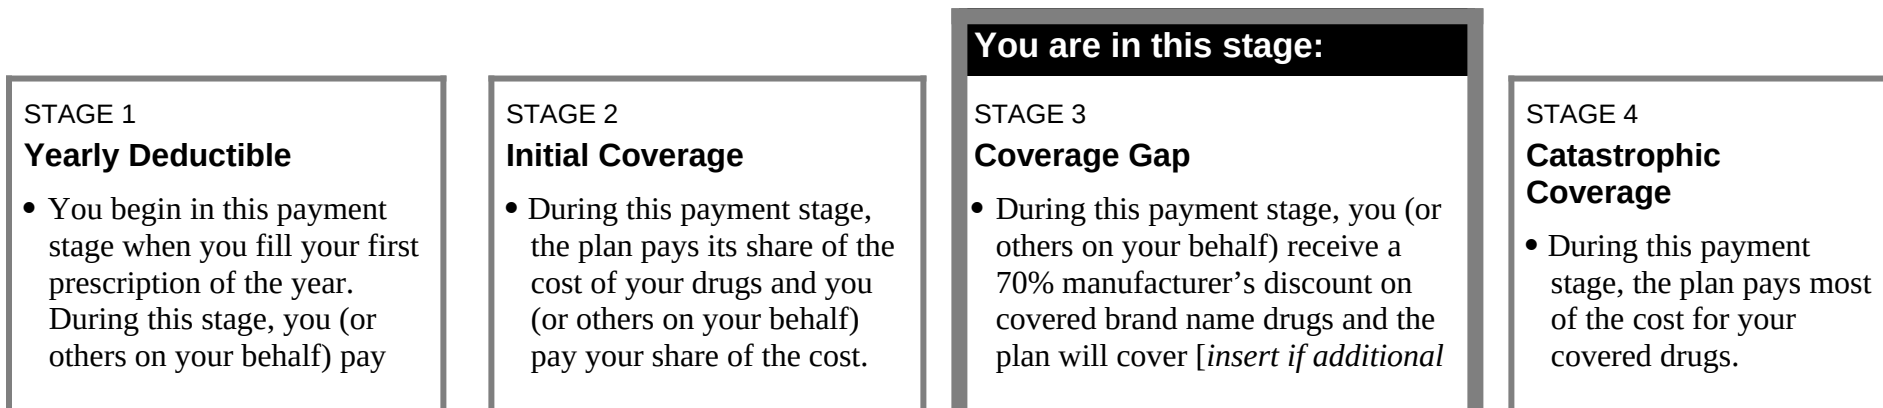 STAGE 1
Yearly Deductible
• You begin in this payment
stage when you fill your first
prescription of the year.
During this stage, you (or
others on your behalf) pay
STAGE 2
Initial Coverage
• During this payment stage,
the plan pays its share of the
cost of your drugs and you
(or others on your behalf)
pay your share of the cost.
You are in this stage:
STAGE 3
Coverage Gap
• During this payment stage, you (or
others on your behalf) receive a
70% manufacturer’s discount on
covered brand name drugs and the
plan will cover [insert if additional
STAGE 4
Catastrophic
Coverage
• During this payment
stage, the plan pays most
of the cost for your
covered drugs.